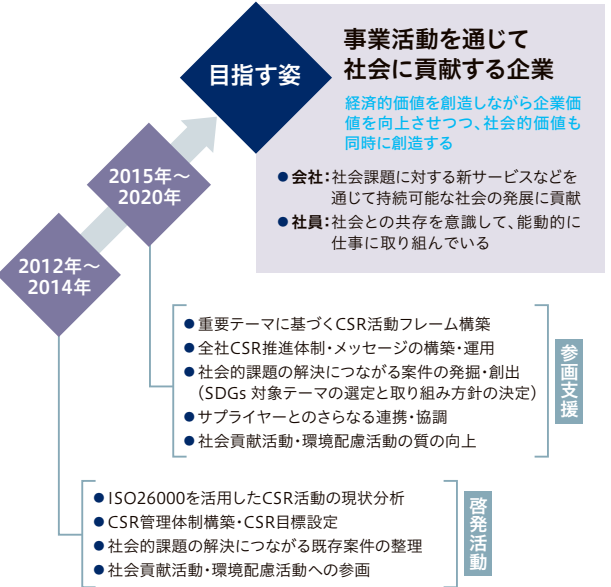 目指す姿
事業活動を通じて
社会に貢献する企業
経済的価値を創造しながら企業価
値を向上させつつ、社会的価値も
同時に創造する
●会社:社会課題に対する新サービスなどを
通じて持続可能な社会の発展に貢献
●社員:社会との共存を意識して、能動的に
仕事に取り組んでいる
2015年～
2020年
2012年～
2014年
●重要テーマに基づくCSR活動フレーム構築
●全社CSR推進体制・メッセージの構築・運用
●社会的課題の解決につながる案件の発掘・創出
（SDGs 対象テーマの選定と取り組み方針の決定）
●サプライヤーとのさらなる連携・協調
●社会貢献活動・環境配慮活動の質の向上
参画支援
●ISO26000を活用したCSR活動の現状分析
●CSR管理体制構築・CSR目標設定
●社会的課題の解決につながる既存案件の整理
●社会貢献活動・環境配慮活動への参画
啓発活動